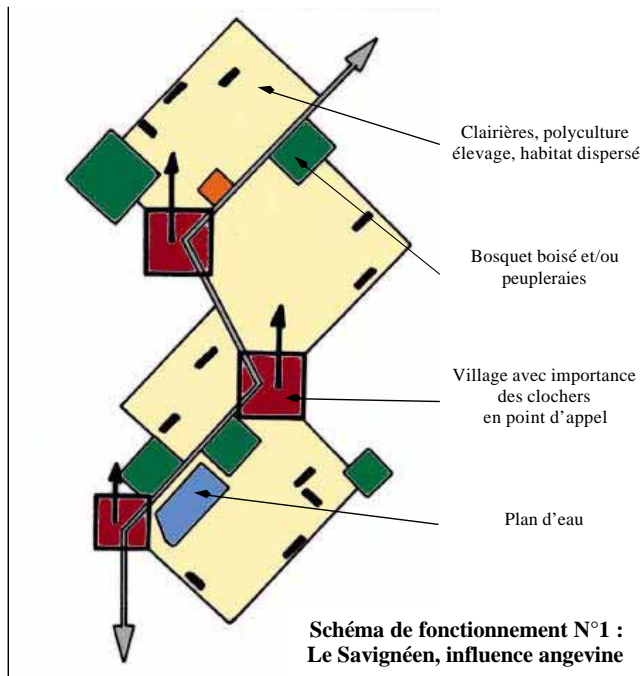 Clairières, polyculture
élevage, habitat dispersé
Bosquet boisé et/ou
peupleraies
Village avec importance
des clochers
en point d'appel
Plan d'eau
Schéma de fonctionnement N°1 :
Le Savignéen, influence angevine